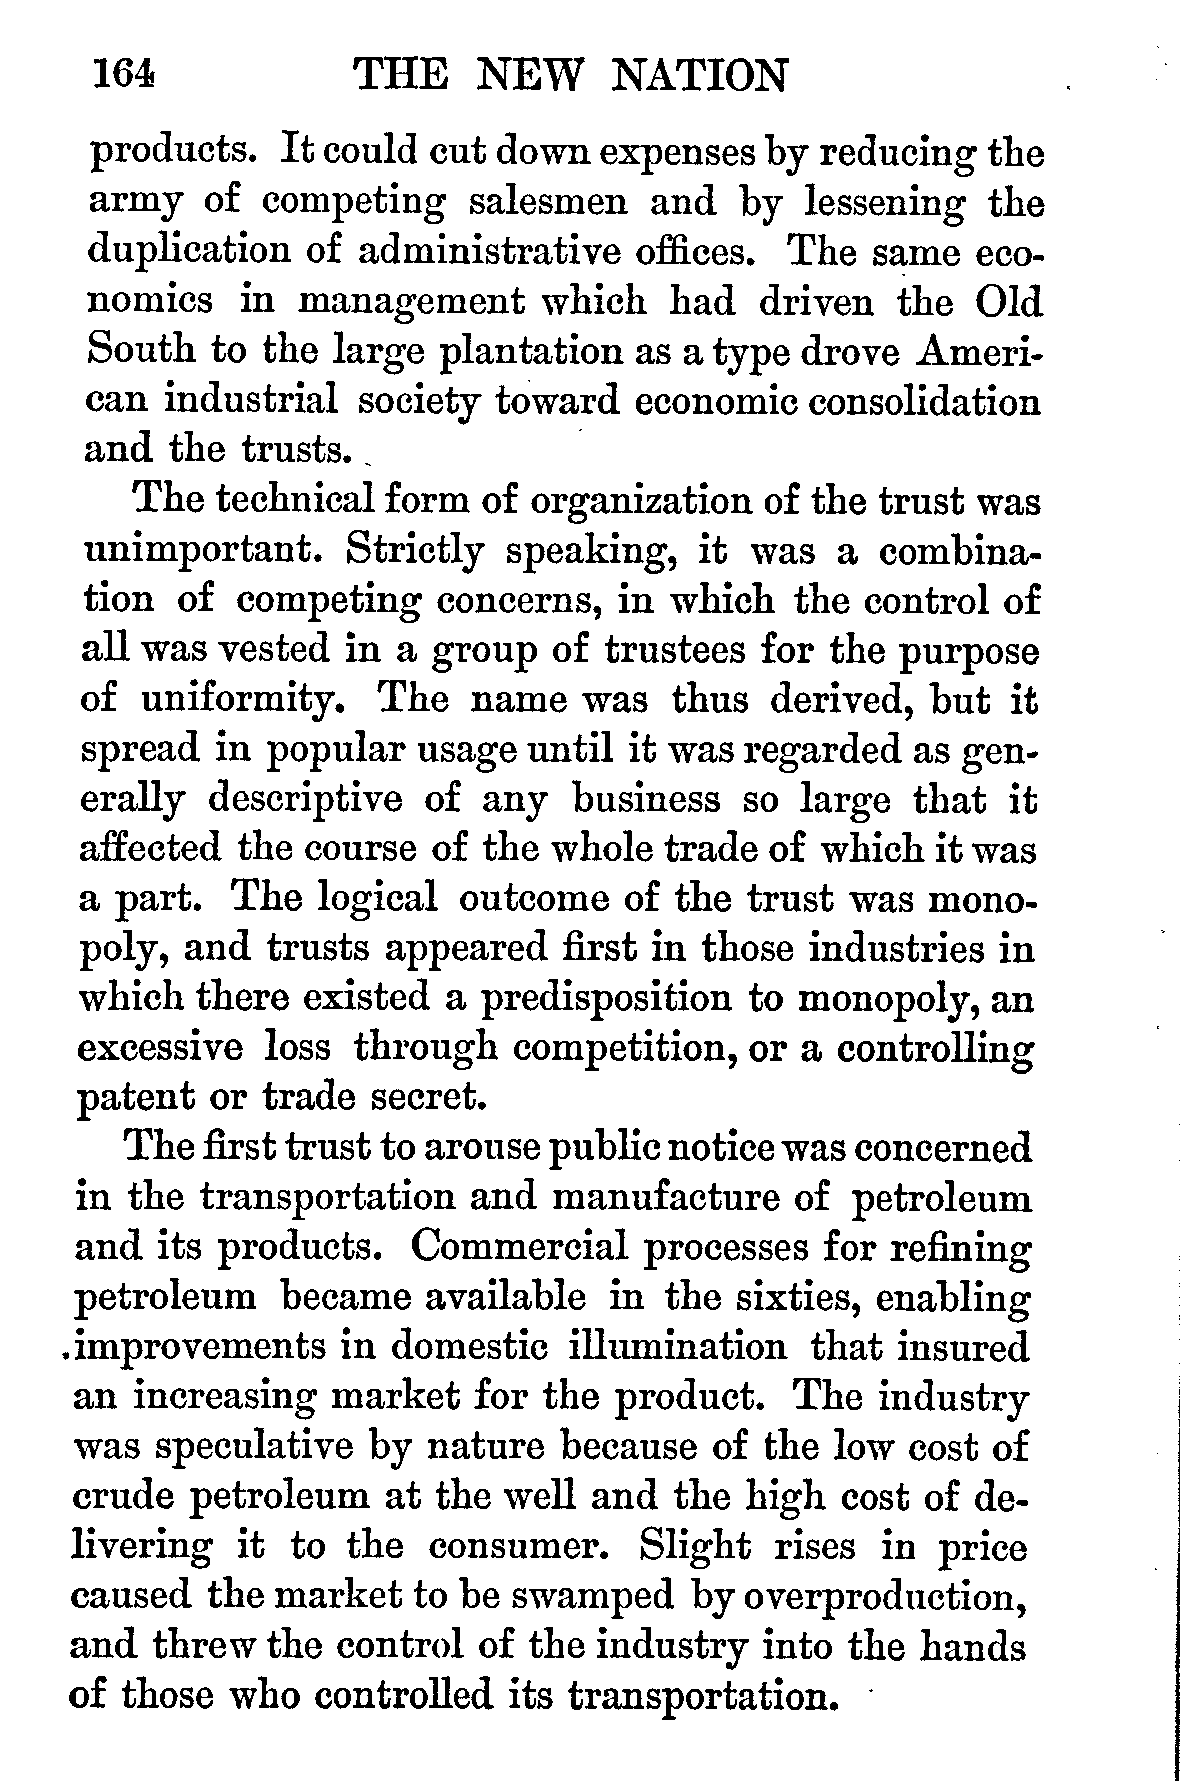 164 THE NEW NATION
products. It could cut down expenses by reducing the
army of competing salesmen and by lessening the
duplication of administrative offices. The same eco-
nomics in management which had driven the Old
South to the large plantation as a type drove Ameri-
can industrial society toward economic consolidation
and the trusts.
The technical form of organization of the trust was
unimportant. Strictly speaking, it was a combina-
tion of competing concerns, in which the control of
all was vested in a group of trustees for the purpose
of uniformity. The name was thus derived, but it
spread in popular usage until it was regarded as gen-
erally descriptive of any business so large that it
affected the course of the whole trade of which it was
a part. The logical outcome of the trust was mono-
poly, and trusts appeared first in those industries in
which there existed a predisposition to monopoly, an
excessive loss through competition, or a controlling
patent or trade secret.
The first trust to arouse public notice was concerned
in the transportation and manufacture of petroleum
and its products. Commercial processes for refining
petroleum became available in the sixties, enabling
improvements in domestic illumination that insured
an increasing market for the product. The industry
was speculative by nature because of the low cost of
crude petroleum at the well and the high cost of de-
livering it to the consumer. Slight rises in price
caused the market to be swamped by overproduction,
and threw the control of the industry into the hands
of those who controlled its transportation.